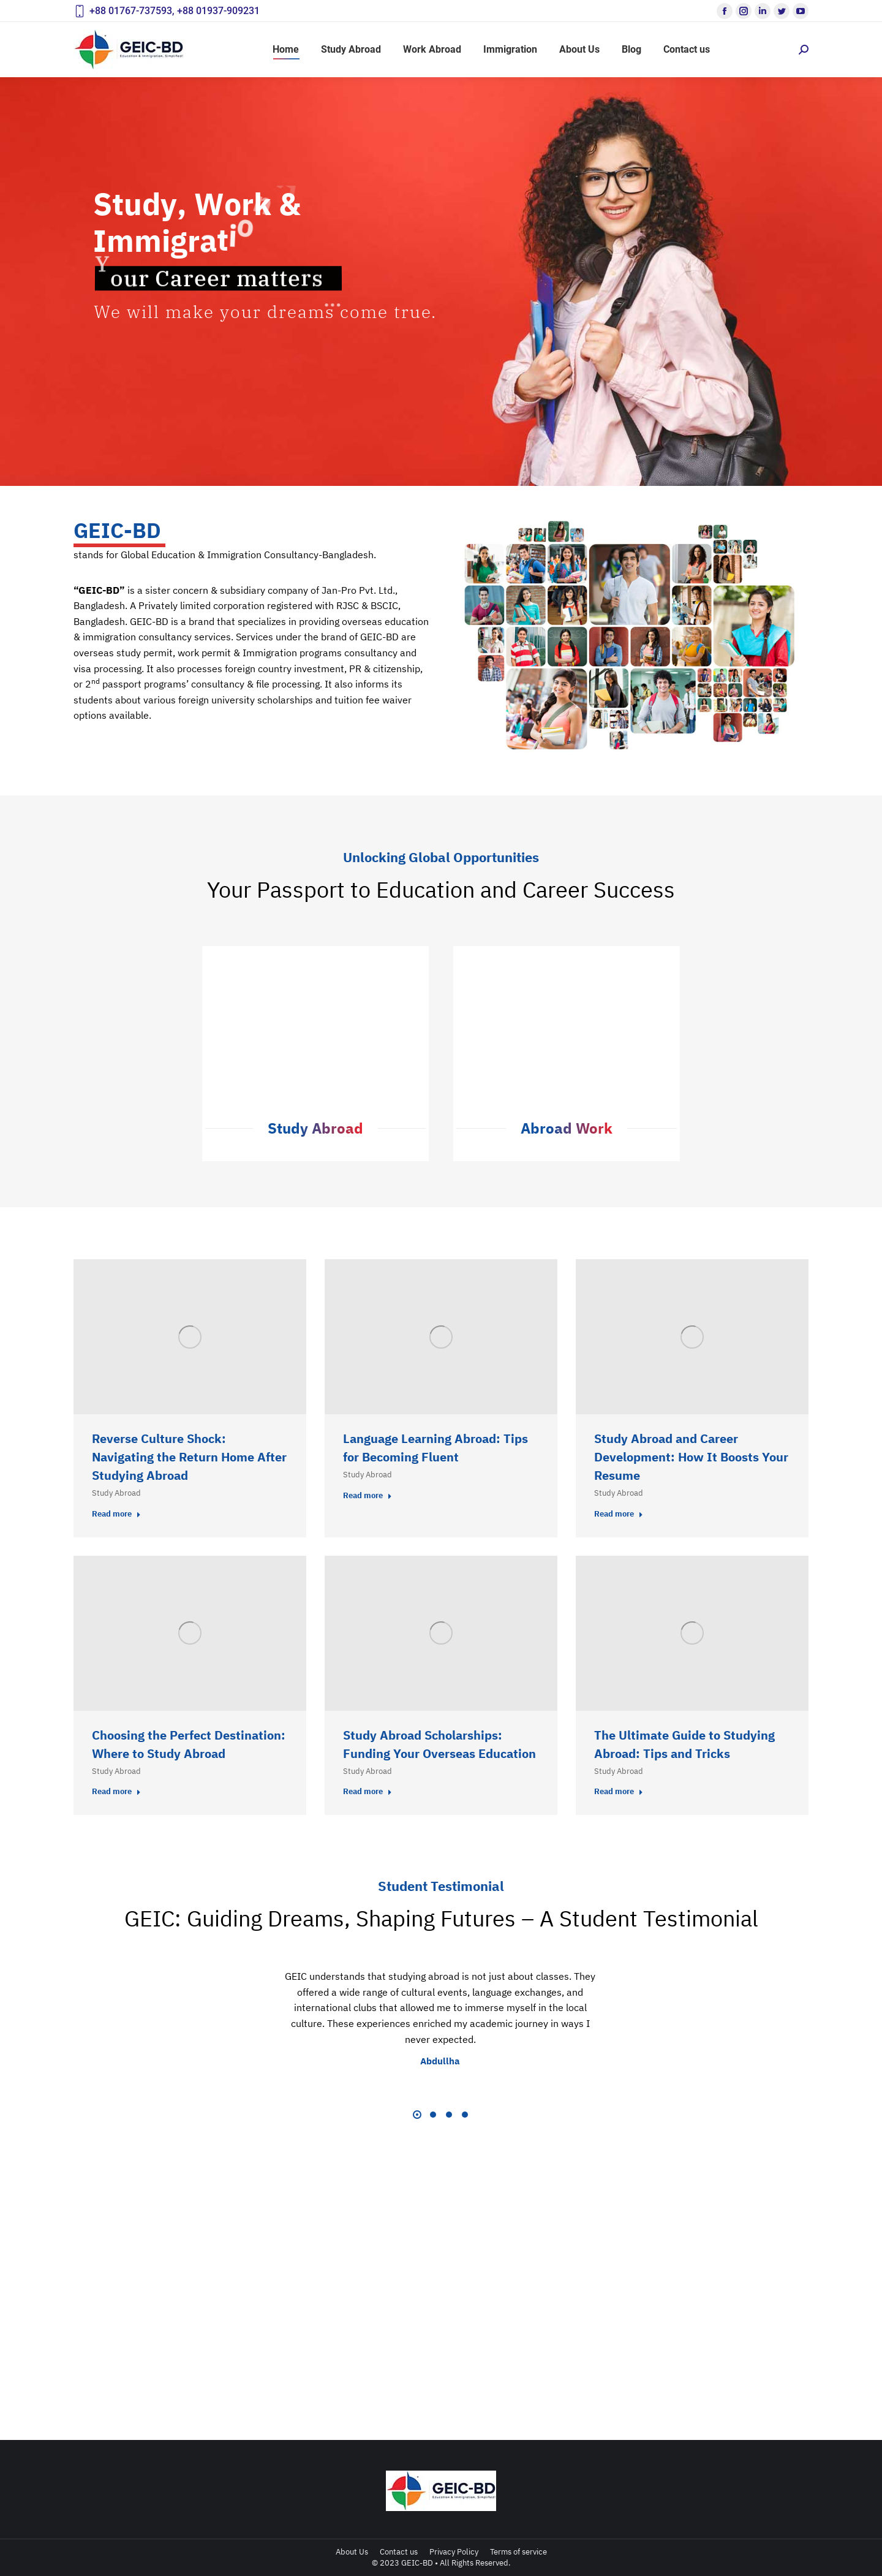 +88 01767-737593, +88 01937-909231
GEIC-BD
Education & Immigration, Simplified!
Home Study Abroad Work Abroad Immigration About Us Blog Contact us
Study, Work &
Immigratio
Your Career matters
We will make your dreams come true.
GEIC-BD
stands for Global Education & Immigration Consultancy-Bangladesh.
“GEIC-BD” is a sister concern & subsidiary company of Jan-Pro Pvt. Ltd.,
Bangladesh. A Privately limited corporation registered with RJSC & BSCIC,
Bangladesh. GEIC-BD is a brand that specializes in providing overseas education
& immigration consultancy services. Services under the brand of GEIC-BD are
overseas study permit, work permit & Immigration programs consultancy and
visa processing. It also processes foreign country investment, PR & citizenship,
or 2nd passport programs’ consultancy & file processing. It also informs its
students about various foreign university scholarships and tuition fee waiver
options available.
Unlocking Global Opportunities
Your Passport to Education and Career Success
Study Abroad
Abroad Work
Reverse Culture Shock:
Navigating the Return Home After
Studying Abroad
Study Abroad
Read more
Language Learning Abroad: Tips
for Becoming Fluent
Study Abroad
Read more
Study Abroad and Career
Development: How It Boosts Your
Resume
Study Abroad
Read more
Choosing the Perfect Destination:
Where to Study Abroad
Study Abroad
Read more
Study Abroad Scholarships:
Funding Your Overseas Education
Study Abroad
Read more
The Ultimate Guide to Studying
Abroad: Tips and Tricks
Study Abroad
Read more
Student Testimonial
GEIC: Guiding Dreams, Shaping Futures – A Student Testimonial
GEIC understands that studying abroad is not just about classes. They
offered a wide range of cultural events, language exchanges, and
international clubs that allowed me to immerse myself in the local
culture. These experiences enriched my academic journey in ways I
never expected.
Abdullha
GEIC-BD
Education & Immigration, Simplified!
About Us Contact us Privacy Policy Terms of service
© 2023 GEIC-BD • All Rights Reserved.